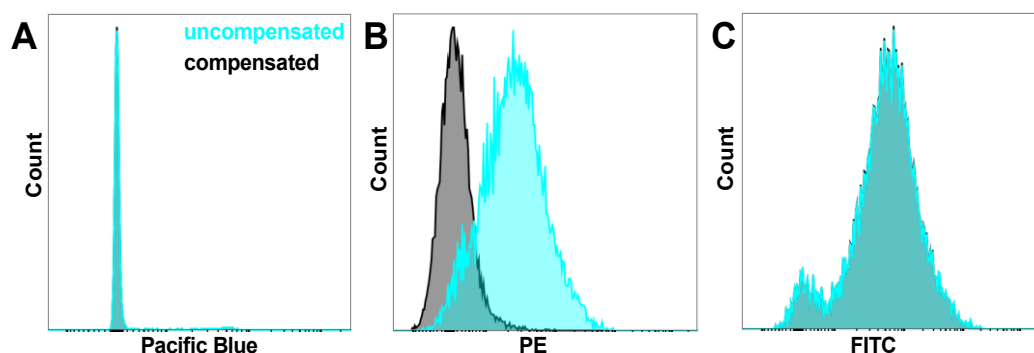 A
uncompensated
compensated
Count
Pacific Blue
B
Count
PE
C
Count
FITC